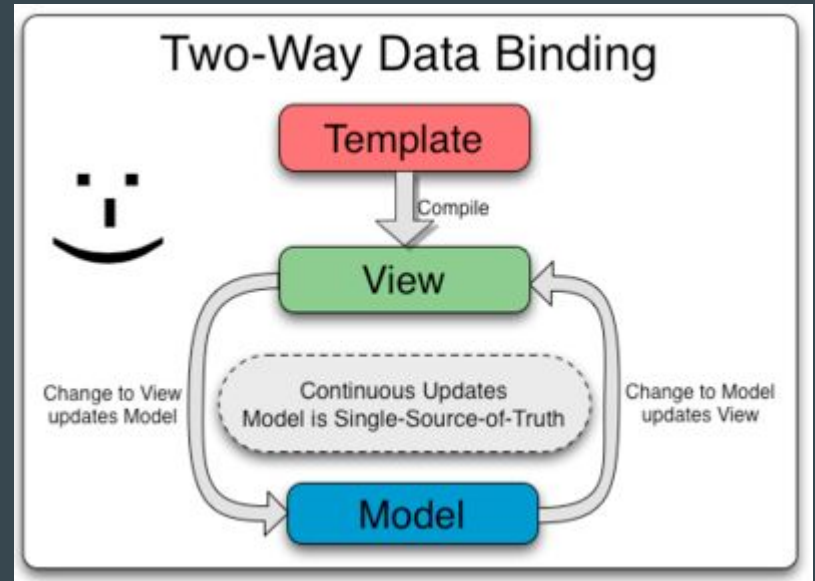 Two-Way Data Binding
Template
Compile
View
Change to View
updates Model
Continuous Updates
Model is Single-Source-of-Truth
Change to Model
updates View
Model